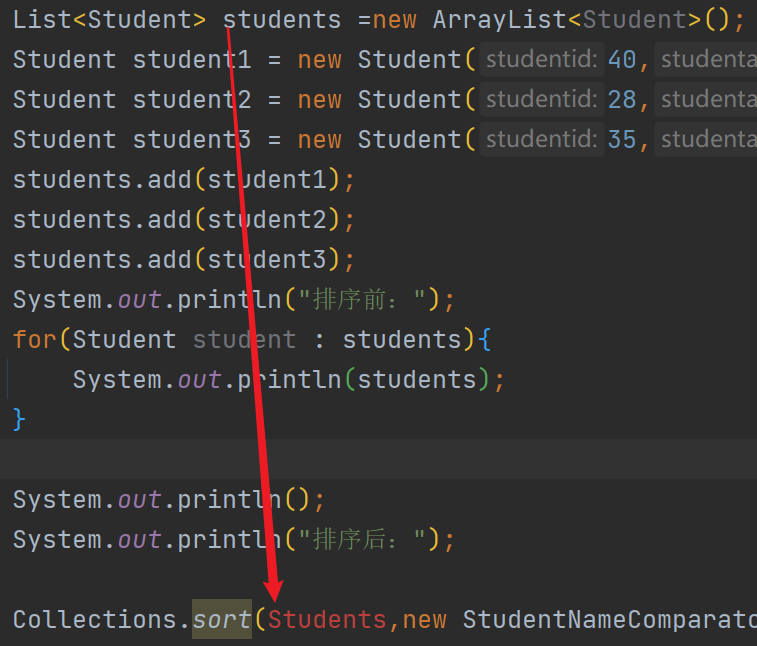 List<Student> students =new ArrayList<Student>();
Student student1 = new Student( studentid: 40, studenta
Student student2 = new Student( studentid: 28, studenta
Student student3 = new Student( studentid: 35, studenta
students.add(student1);
students.add(student2);
students.add(student3);
System.out.println("排序前：");
for(Student student : students){
System.out.println(students);
}
System.out.println();
System.out.println("排序后：");
Collections.sort(Students,new StudentNameComparato